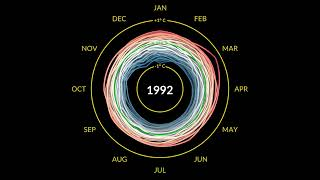 JAN
DEC
FEB
+1° C
NOV
MAR
-1° C
OCT
1992
APR
SEP
MAY
AUG
JUN
JUL